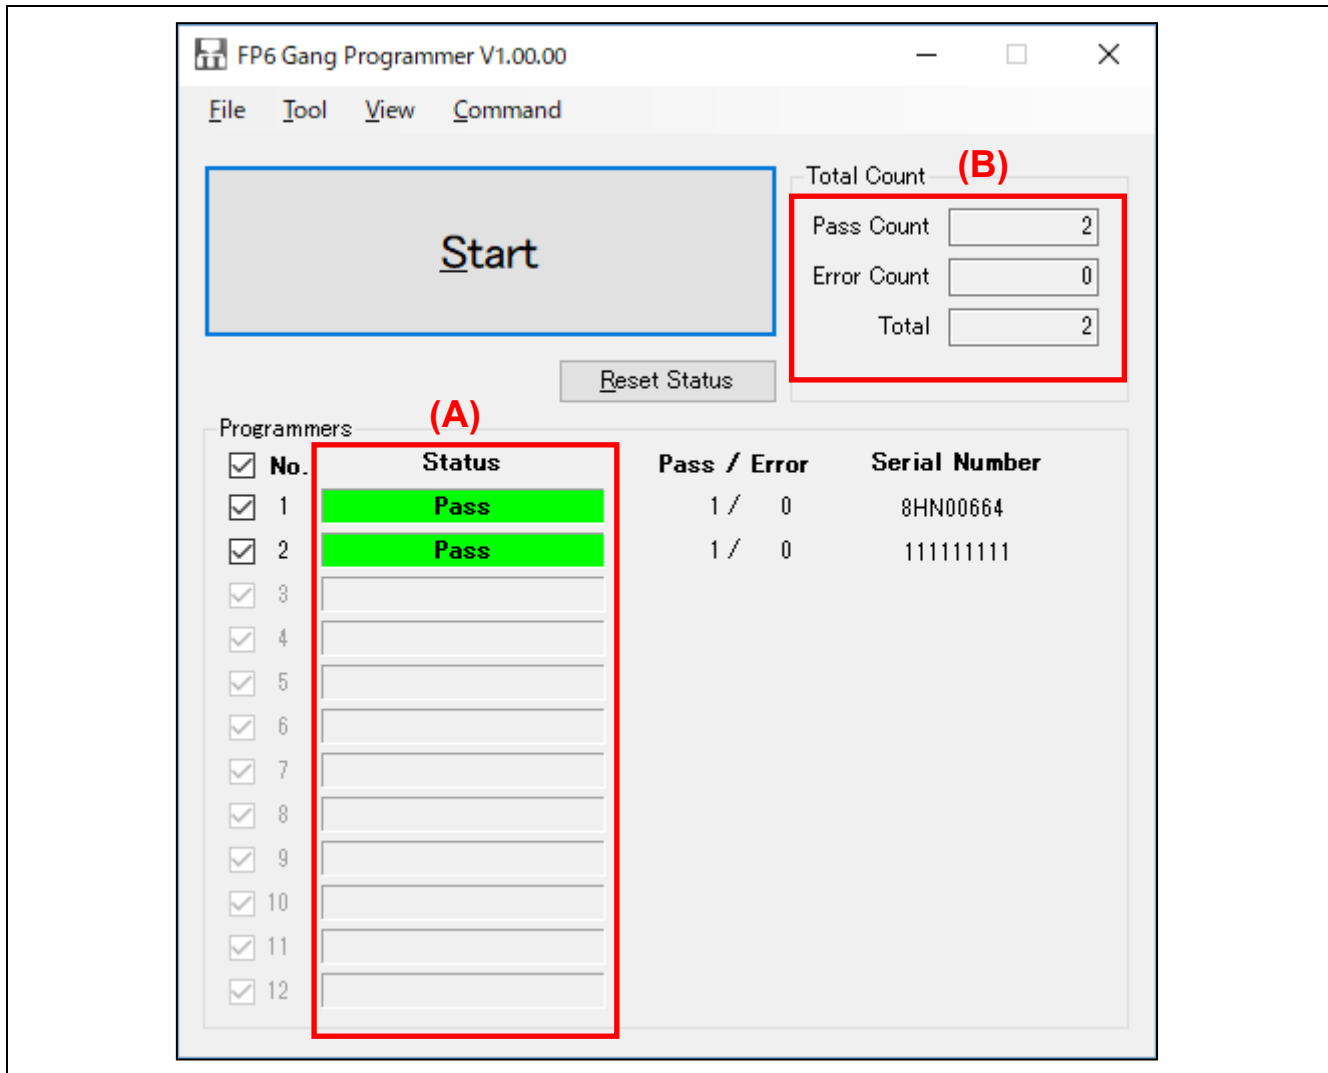 FP6 Gang Programmer V1.00.00
File Tool View Command
Start
(B)
Total Count
Pass Count 2
Error Count 0
Total 2
Reset Status
(A)
Programmers
No. Status Pass / Error Serial Number
1 Pass 1 / 0 8HN00664
2 Pass 1 / 0 111111111
3
4
5
6
7
8
9
10
11
12